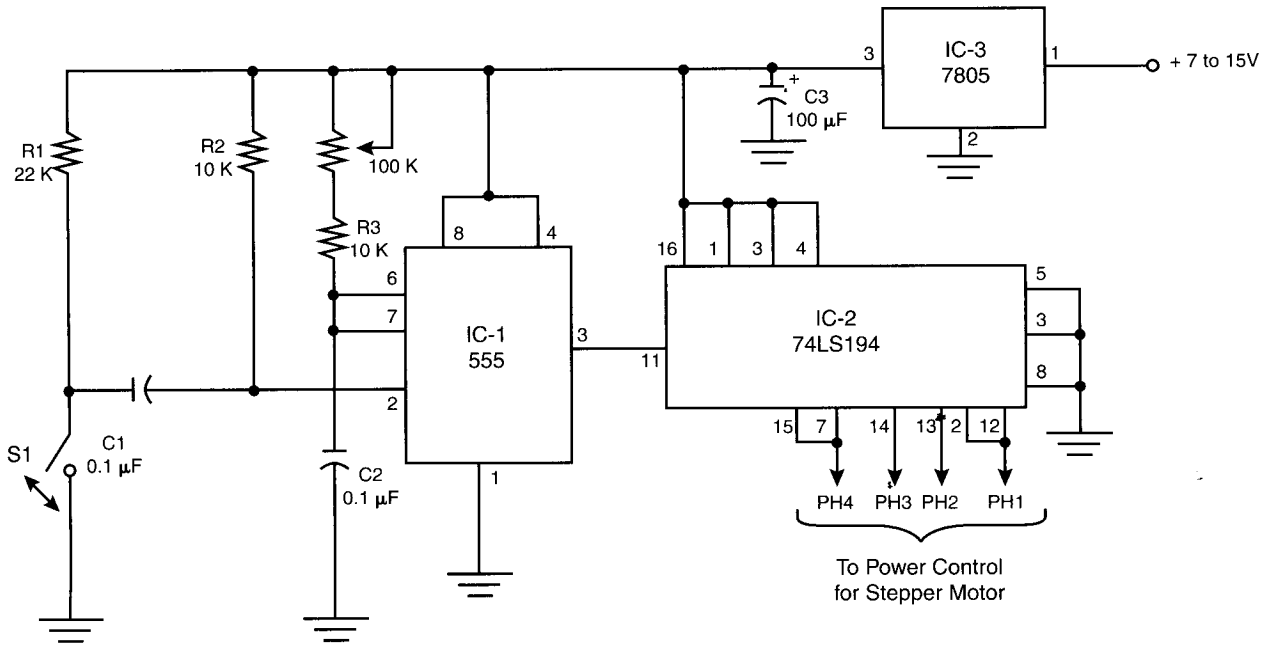 IC-3
7805
3
1
2
+ 7 to 15V
+
C3
100 µF
R1
22 K
R2
10 K
100 K
R3
10 K
8
4
6
7
2
3
1
IC-1
555
16
1
3
4
11
IC-2
74LS194
5
3
8
15
7
14
13
2
12
S1
C1
0.1 µF
C2
0.1 µF
PH4
PH3
PH2
PH1
To Power Control
for Stepper Motor